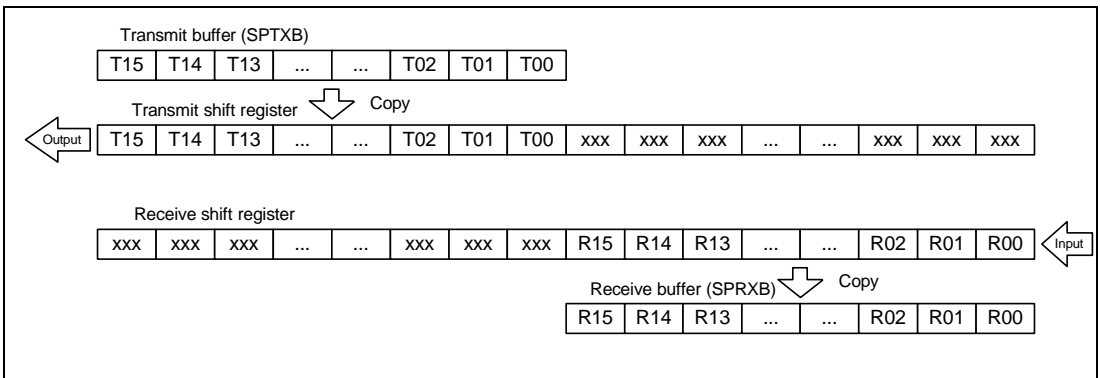 Transmit buffer (SPTXB)
T15 T14 T13 ... ... T02 T01 T00
Transmit shift register Copy
Output T15 T14 T13 ... ... T02 T01 T00 xxx xxx xxx ... ... xxx xxx xxx
Receive shift register
xxx xxx xxx ... ... xxx xxx xxx R15 R14 R13 ... ... R02 R01 R00 Input
Receive buffer (SPRXB) Copy
R15 R14 R13 ... ... R02 R01 R00